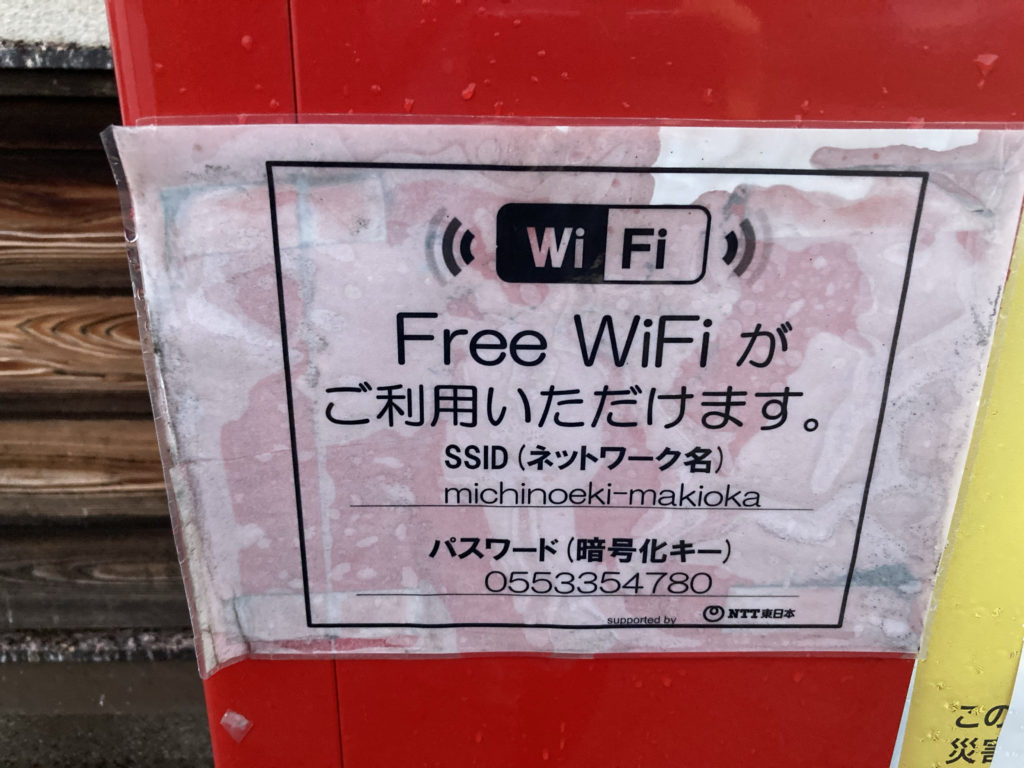 Wi Fi
Free WiFi が
ご利用いただけます。
SSID (ネットワーク名)
michinoeki-makioka
パスワード (暗号化キー)
0553354780
supported by NTT東日本
この
災害